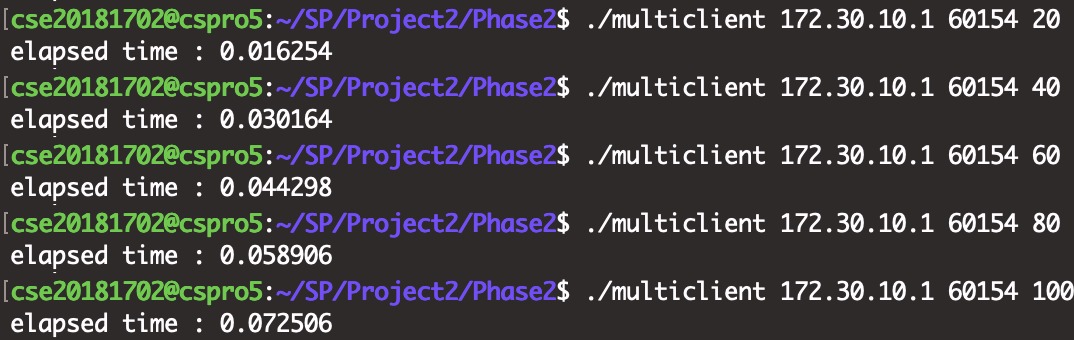 [cse20181702@cspro5:~/SP/Project2/Phase2$ ./multiclient 172.30.10.1 60154 20
elapsed time : 0.016254
[cse20181702@cspro5:~/SP/Project2/Phase2$ ./multiclient 172.30.10.1 60154 40
elapsed time : 0.030164
[cse20181702@cspro5:~/SP/Project2/Phase2$ ./multiclient 172.30.10.1 60154 60
elapsed time : 0.044298
[cse20181702@cspro5:~/SP/Project2/Phase2$ ./multiclient 172.30.10.1 60154 80
elapsed time : 0.058906
[cse20181702@cspro5:~/SP/Project2/Phase2$ ./multiclient 172.30.10.1 60154 100
elapsed time : 0.072506